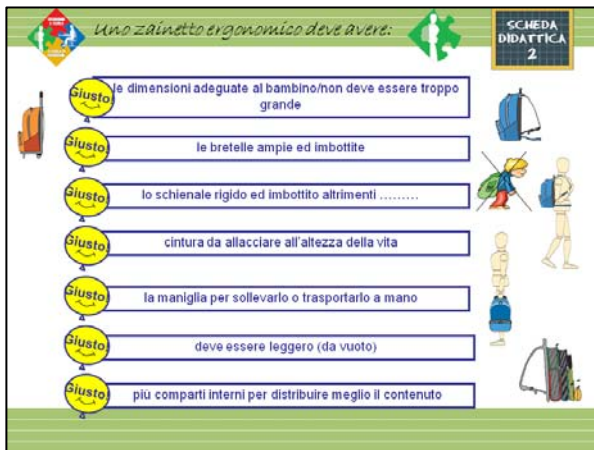 Uno zainetto ergonomico deve avere:
SCHEDA
DIDATTICA
2
Giusto!
le dimensioni adeguate al bambino/non deve essere troppo
grande
Giusto!
le bretelle ampie ed imbottite
Giusto!
lo schienale rigido ed imbottito altrimenti .........
Giusto!
cintura da allacciare all'altezza della vita
Giusto!
la maniglia per sollevarlo o trasportarlo a mano
Giusto!
deve essere leggero (da vuoto)
Giusto!
più comparti interni per distribuire meglio il contenuto